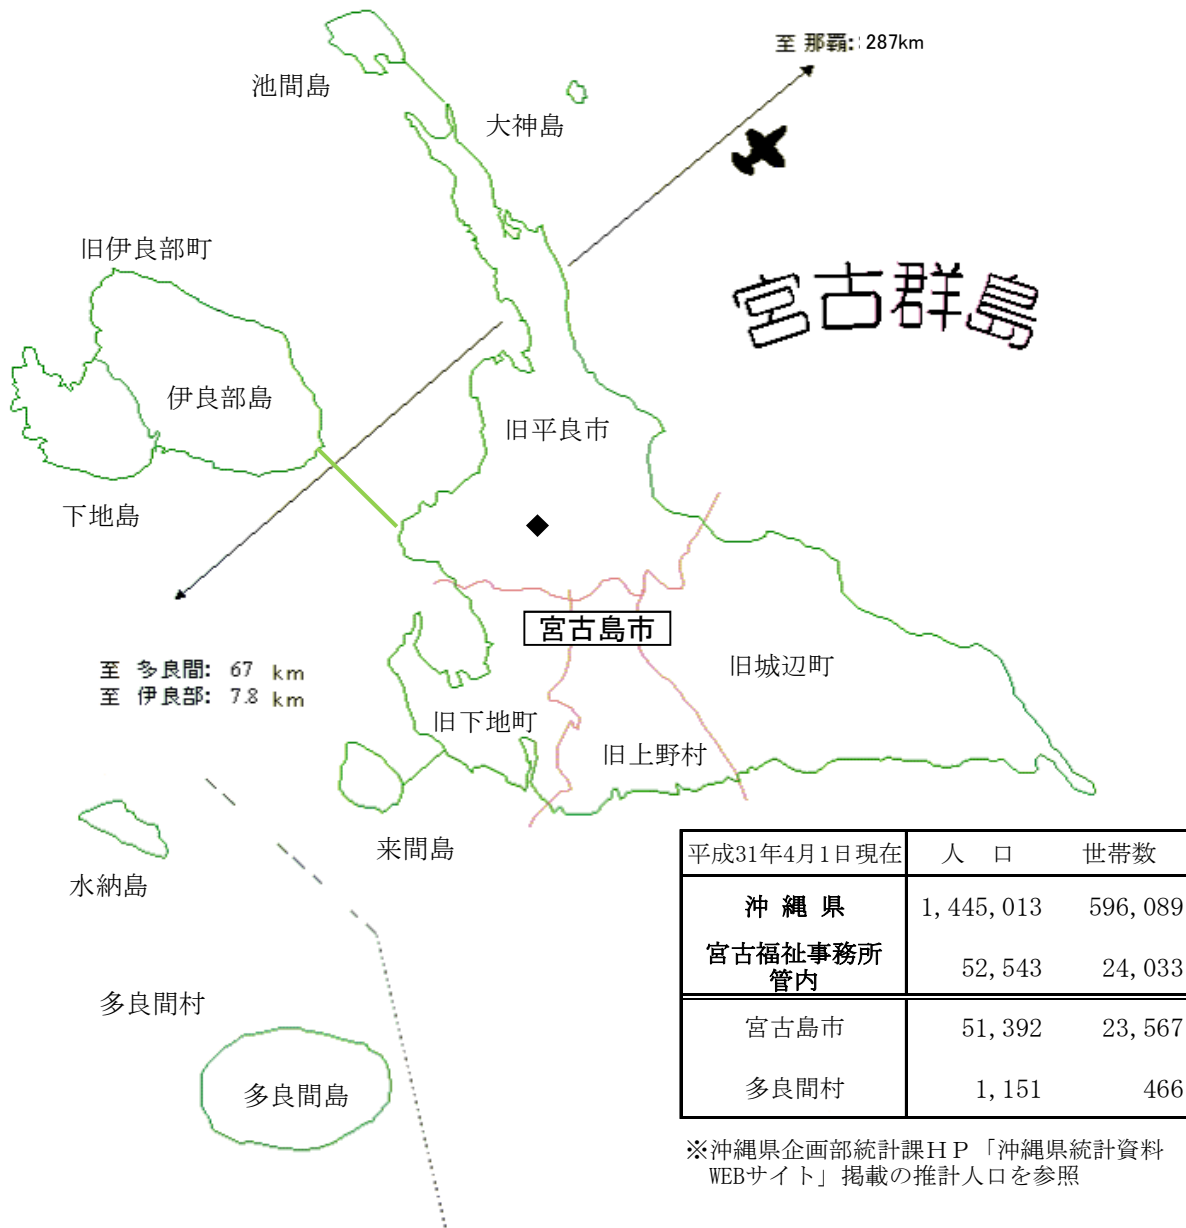 至 那覇: 287km
池間島
大神島
旧伊良部町
宮古群島
伊良部島
旧平良市
下地島
宮古島市
至 多良間: 67 km
至 伊良部: 7.8 km
旧城辺町
旧下地町
旧上野村
来間島
水納島
多良間村
多良間島
平成31年4月1日現在 人 口 世帯数
沖 縄 県 1,445,013 596,089
宮古福祉事務所
管内 52,543 24,033
宮古島市 51,392 23,567
多良間村 1,151 466
※沖縄県企画部統計課HP「沖縄県統計資料
WEBサイト」掲載の推計人口を参照